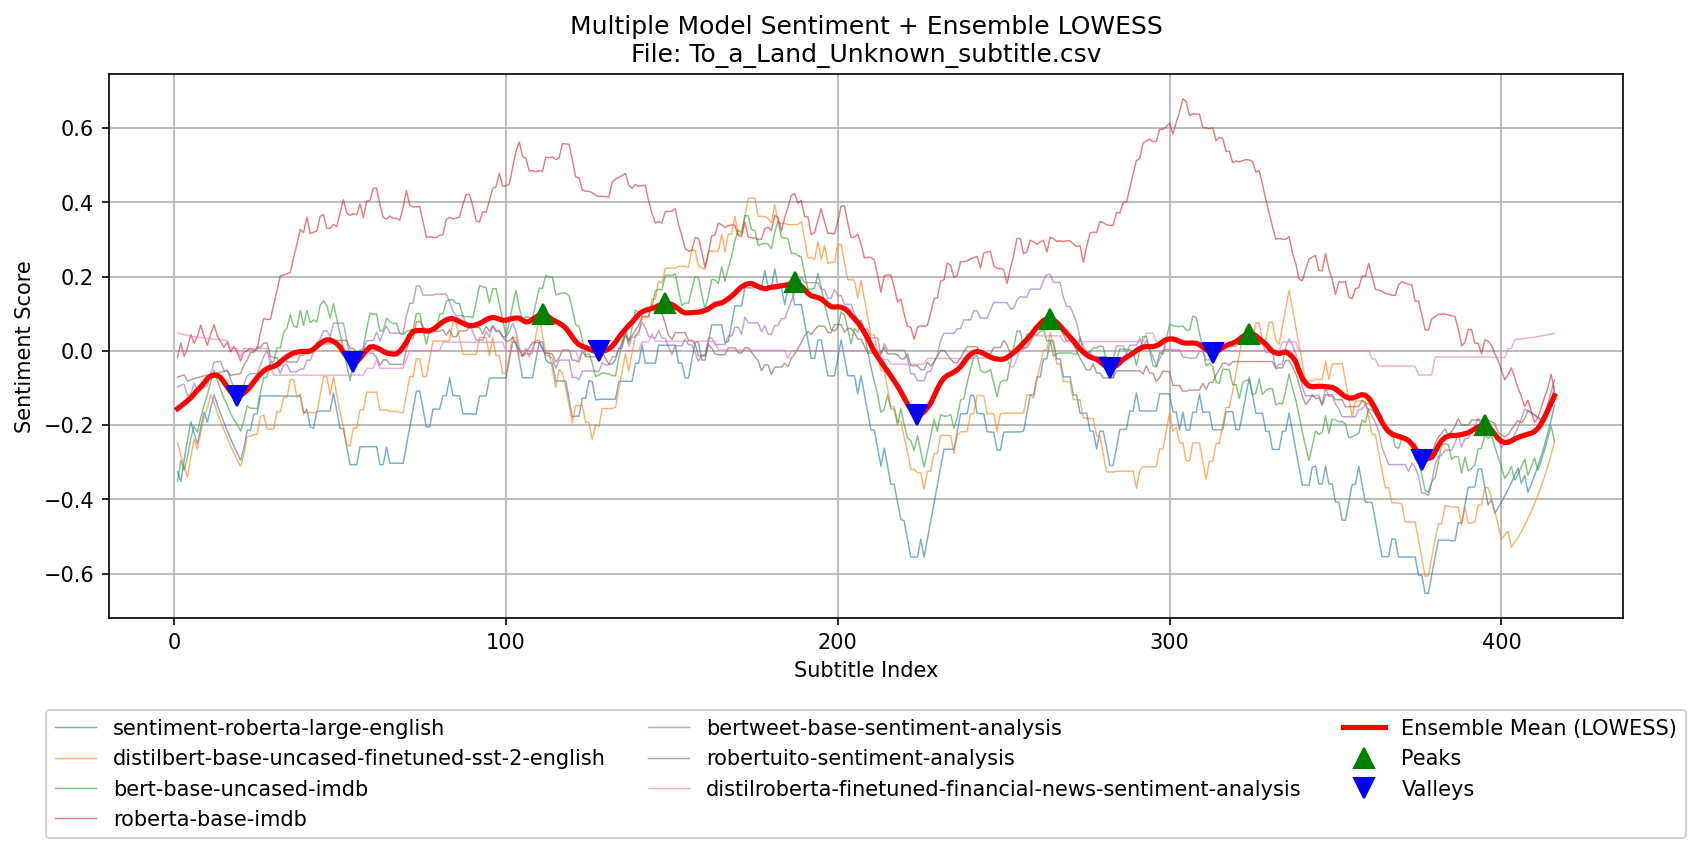 Multiple Model Sentiment + Ensemble LOWESS
File: To_a_Land_Unknown_subtitle.csv
Sentiment Score
0.6
0.4
0.2
0.0
−0.2
−0.4
−0.6
0
100
200
300
400
Subtitle Index
sentiment-roberta-large-english
distilbert-base-uncased-finetuned-sst-2-english
bert-base-uncased-imdb
roberta-base-imdb
bertweet-base-sentiment-analysis
robertuito-sentiment-analysis
distilroberta-finetuned-financial-news-sentiment-analysis
Ensemble Mean (LOWESS)
Peaks
Valleys